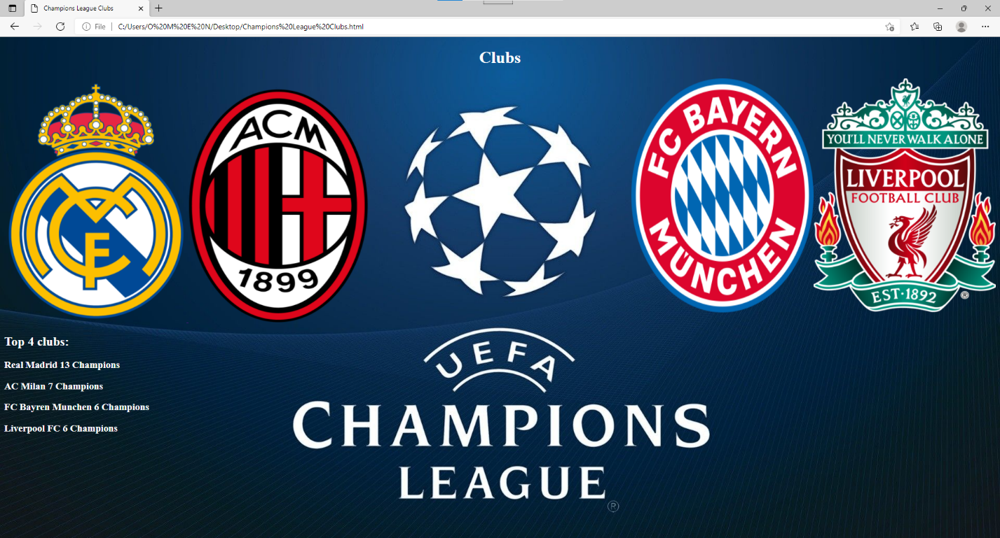 Champions League Clubs
File
C:/Users/O%20M%20E%20N/Desktop/Champions%20League%20Clubs.html
Clubs
ACM
1899
FC BAYERN
MÜNCHEN
YOU'LL NEVER WALK ALONE
LIVERPOOL
FOOTBALL CLUB
EST·1892
®
Top 4 clubs:
Real Madrid 13 Champions
AC Milan 7 Champions
FC Bayren Munchen 6 Champions
Liverpool FC 6 Champions
UEFA
CHAMPIONS
LEAGUE
®